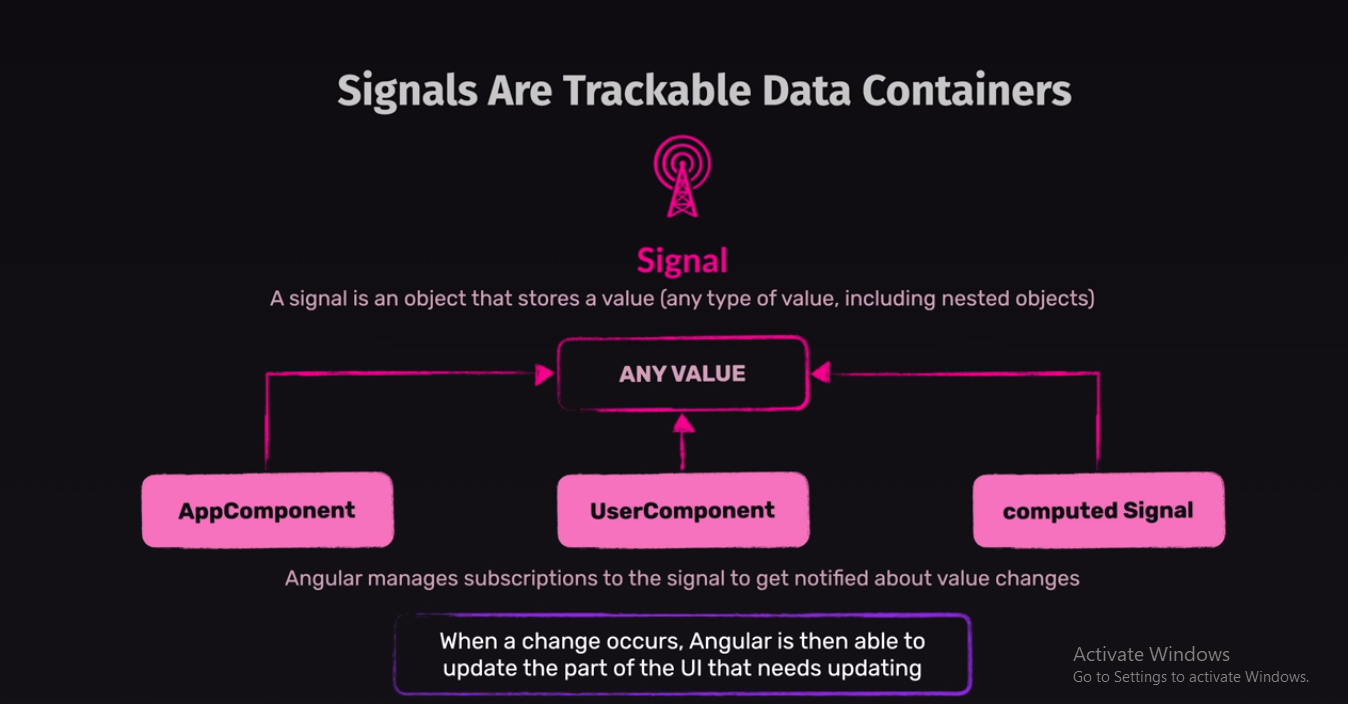 Signals Are Trackable Data Containers
Signal
A signal is an object that stores a value (any type of value, including nested objects)
ANY VALUE
AppComponent
UserComponent
computed Signal
Angular manages subscriptions to the signal to get notified about value changes
When a change occurs, Angular is then able to
update the part of the UI that needs updating
Activate Windows
Go to Settings to activate Windows.